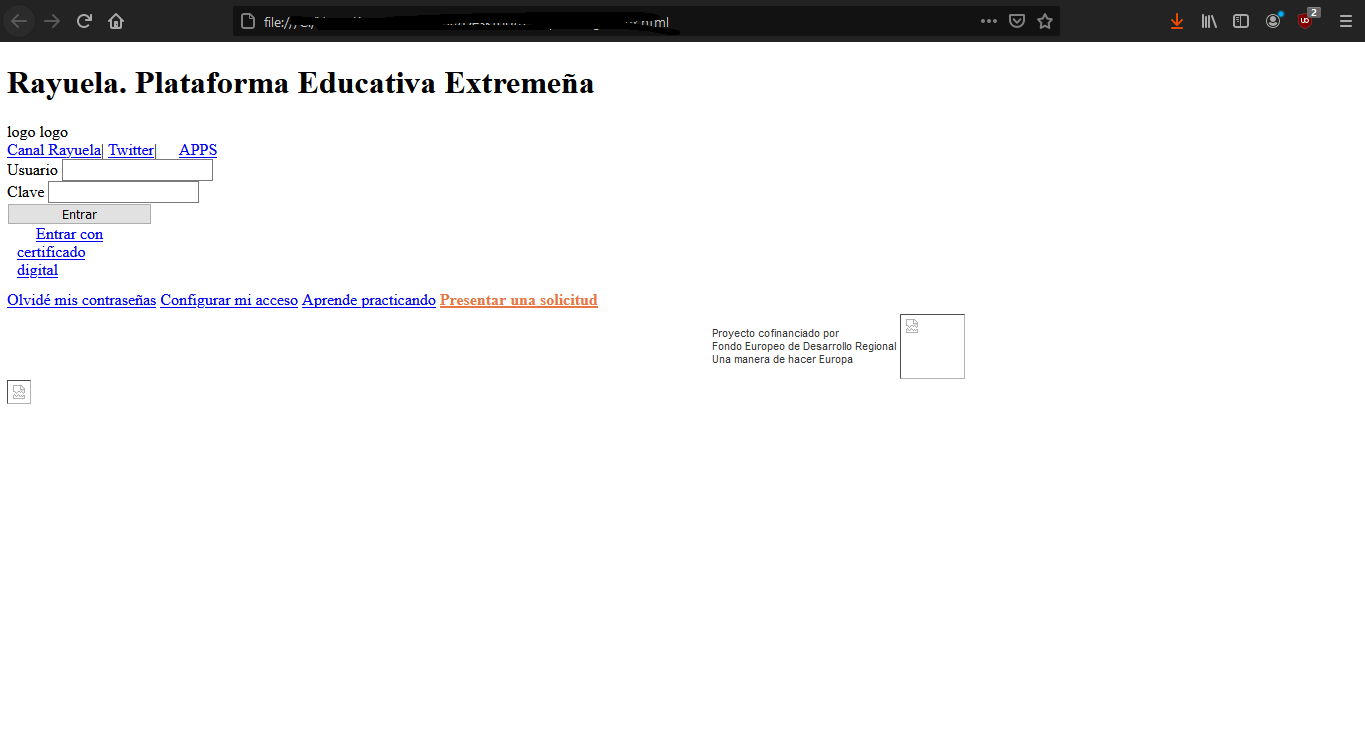 file:///C:/
html
2
Rayuela. Plataforma Educativa Extremeña
logo logo
Canal Rayuela| Twitter| APPS
Usuario
Clave
Entrar
Entrar con
certificado
digital
Olvidé mis contraseñas Configurar mi acceso Aprende practicando Presentar una solicitud
Proyecto cofinanciado por
Fondo Europeo de Desarrollo Regional
Una manera de hacer Europa